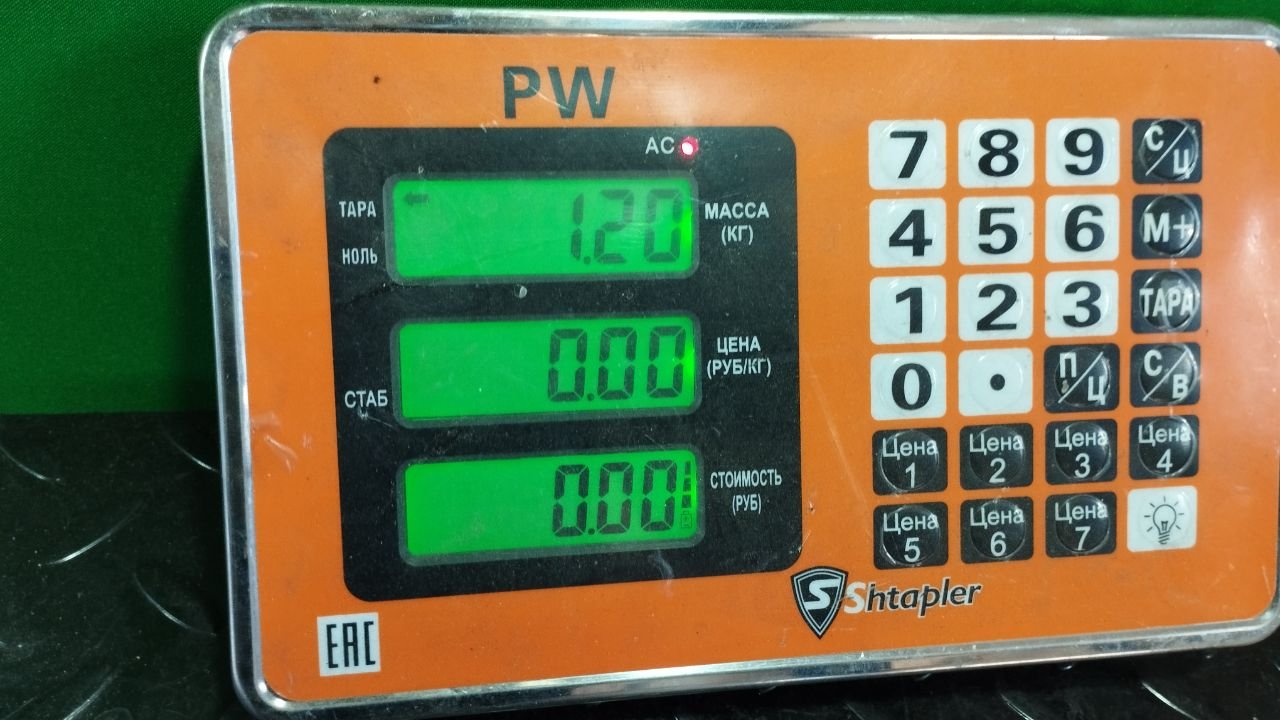 PW
AC
ТАРА
НОЛЬ
1.20
МАССА
(КГ)
0.00
ЦЕНА
(РУБ/КГ)
СТАБ
0.00
СТОИМОСТЬ
(РУБ)
7 8 9 С/Ц
4 5 6 М+
1 2 3 ТАРА
0 . П/Ц С/В
Цена 1 Цена 2 Цена 3 Цена 4
Цена 5 Цена 6 Цена 7
S Shtapler
EAC